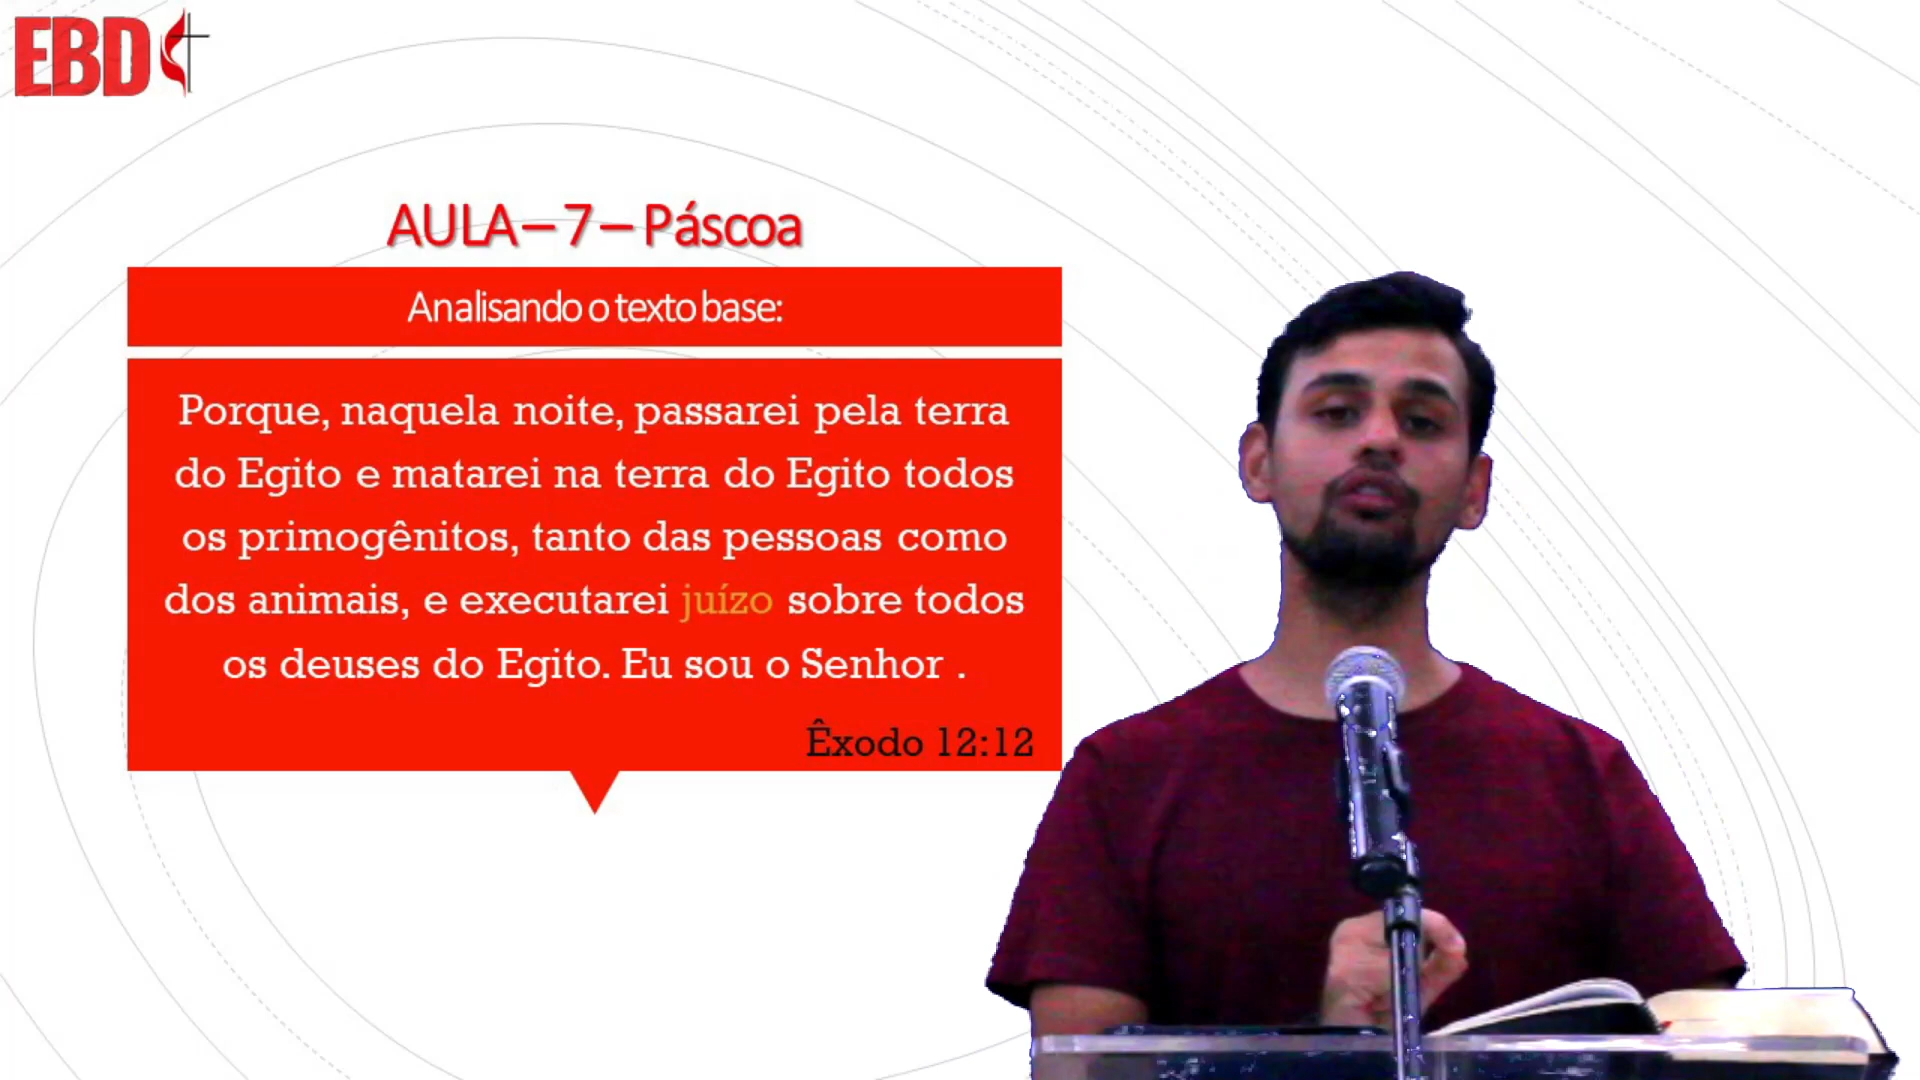 EBD
AULA – 7 – Páscoa
Analisando o texto base:
Porque, naquela noite, passarei pela terra
do Egito e matarei na terra do Egito todos
os primogênitos, tanto das pessoas como
dos animais, e executarei juízo sobre todos
os deuses do Egito. Eu sou o Senhor .
Êxodo 12:12